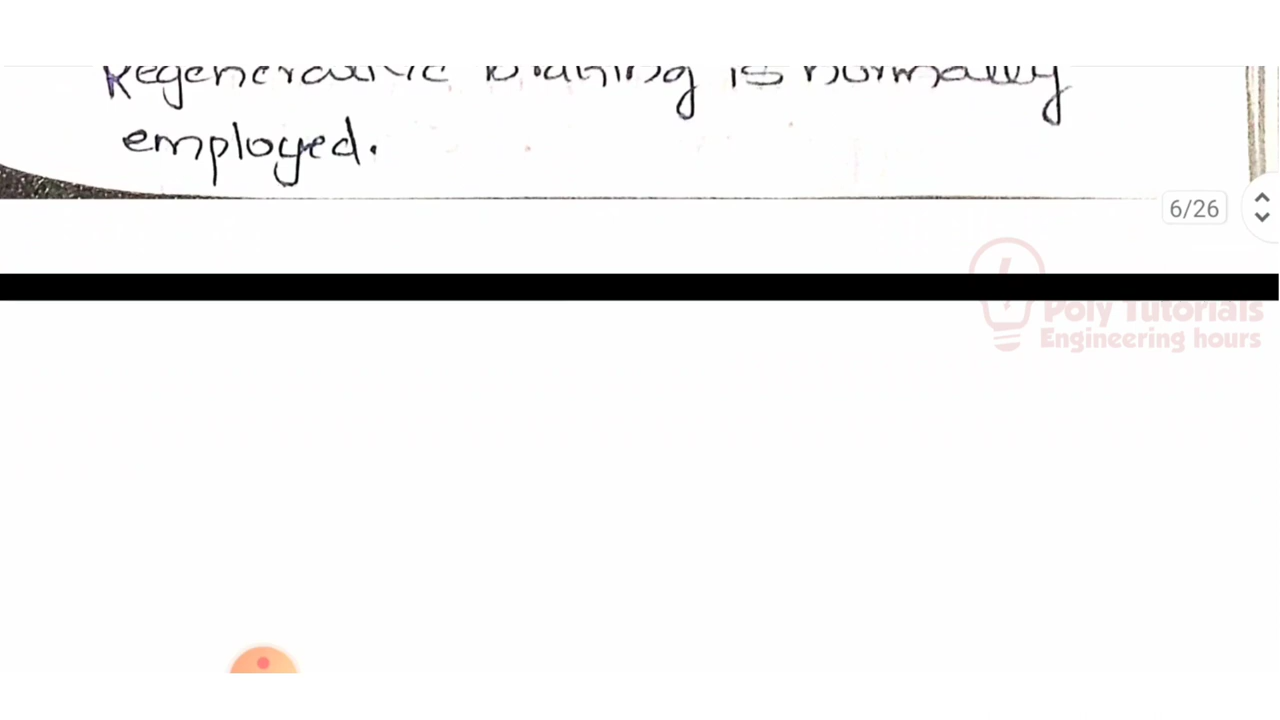 Regenerative braking is normally
employed.
6/26
Poly Tutorials
Engineering hours